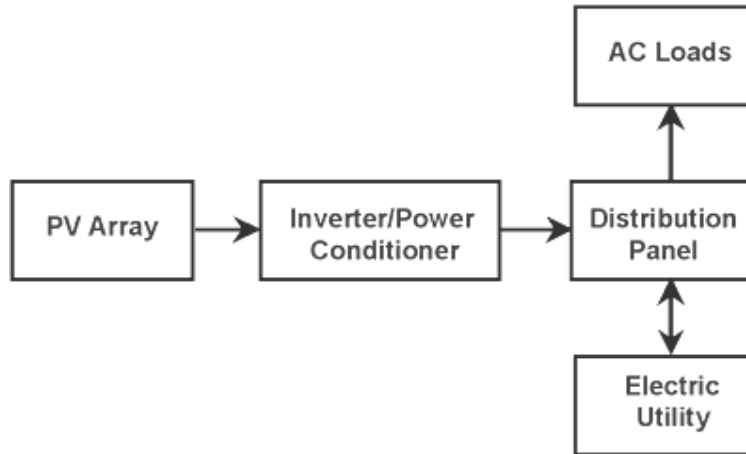 AC Loads
PV Array
Inverter/Power
Conditioner
Distribution
Panel
Electric
Utility